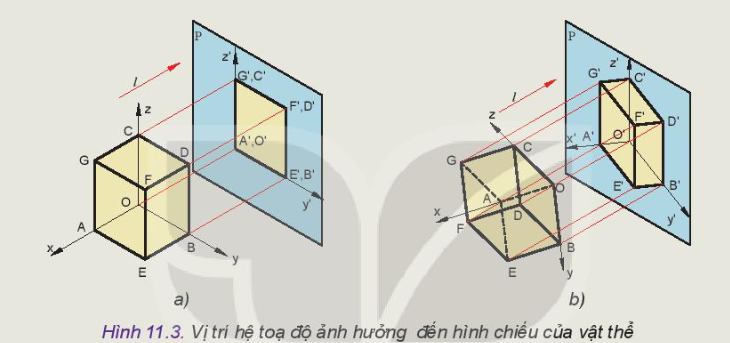 P
z'
G',C'
l
F',D'
z
C
A',O'
G
D
F
E',B'
O
y'
A
B
x
y
E
a)
P
z'
G'
C'
l
z
F'
D'
x'
A'
O'
C
G
E'
B'
O
A
y'
x
D
F
B
E
y
b)
Hình 11.3. Vị trí hệ toạ độ ảnh hưởng đến hình chiếu của vật thể